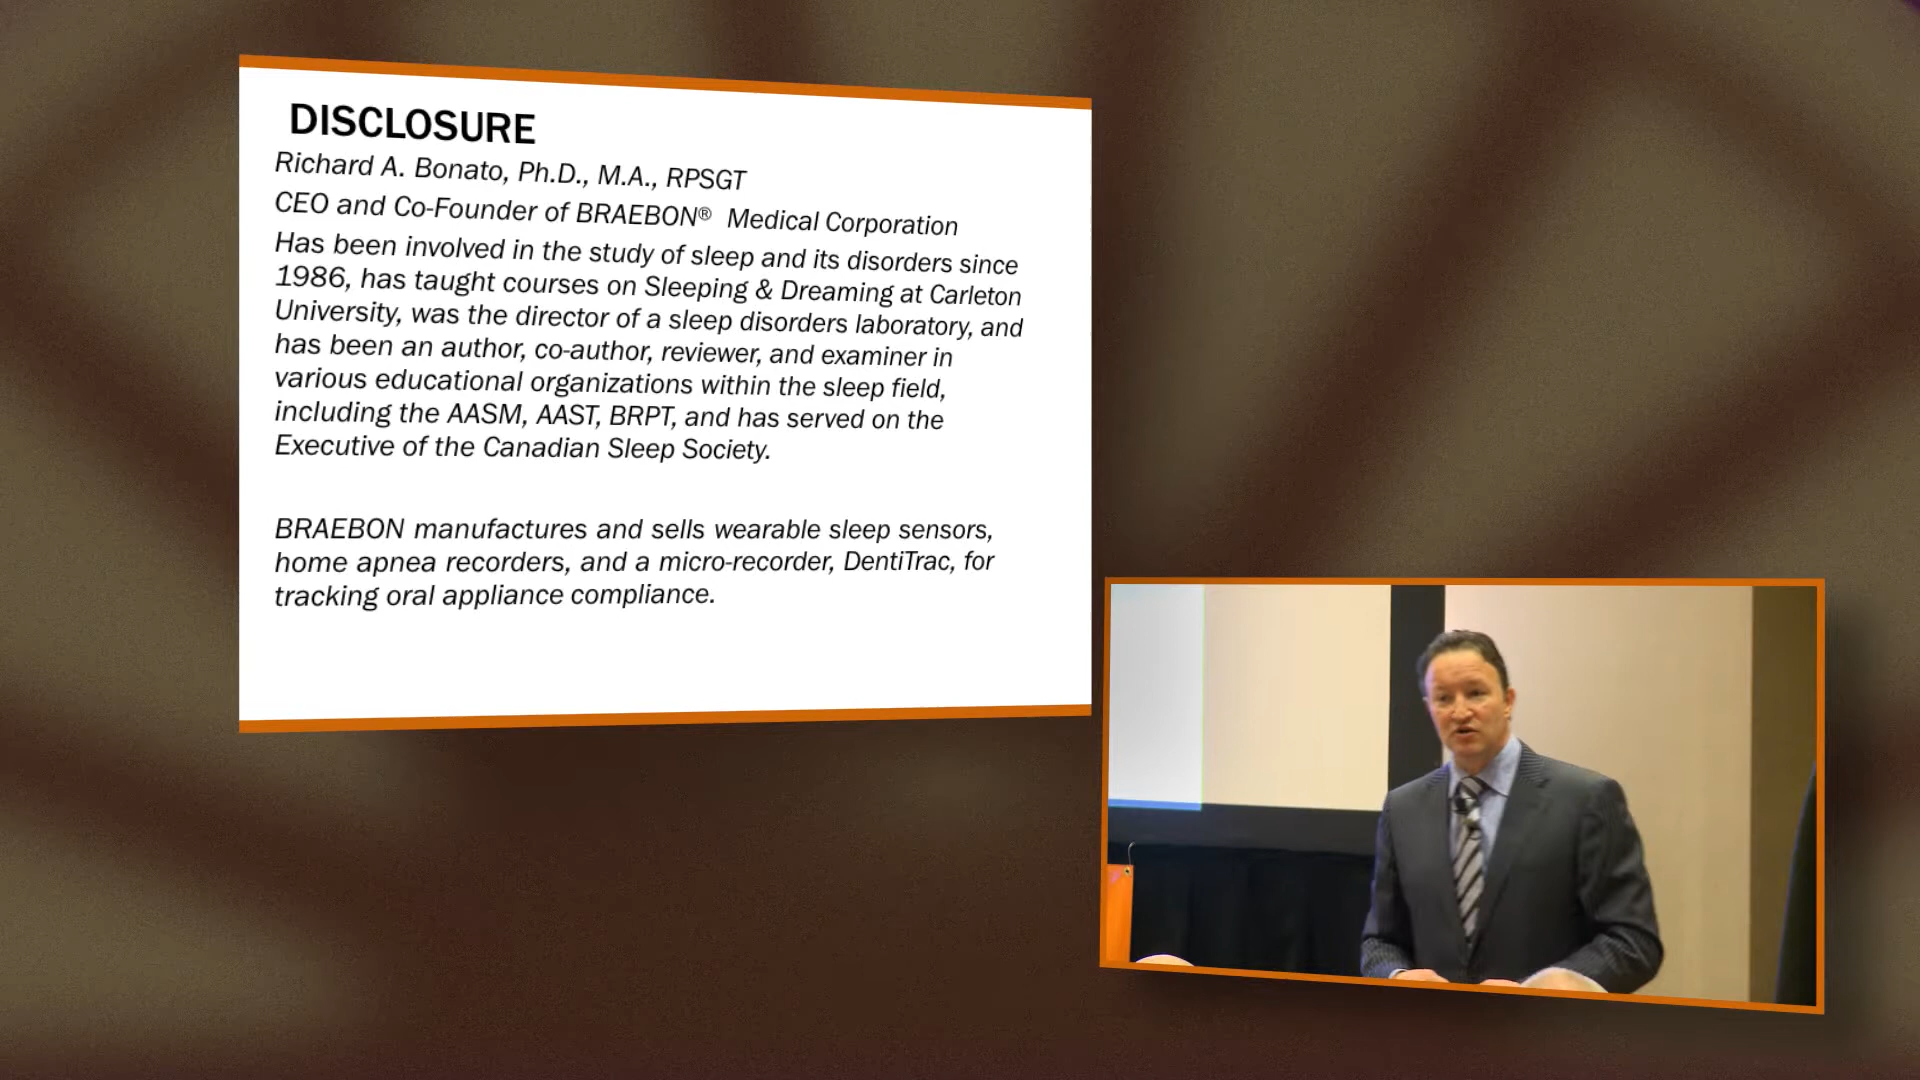 DISCLOSURE
Richard A. Bonato, Ph.D., M.A., RPSGT
CEO and Co-Founder of BRAEBON® Medical Corporation
Has been involved in the study of sleep and its disorders since
1986, has taught courses on Sleeping & Dreaming at Carleton
University, was the director of a sleep disorders laboratory, and
has been an author, co-author, reviewer, and examiner in
various educational organizations within the sleep field,
including the AASM, AAST, BRPT, and has served on the
Executive of the Canadian Sleep Society.
BRAEBON manufactures and sells wearable sleep sensors,
home apnea recorders, and a micro-recorder, DentiTrac, for
tracking oral appliance compliance.